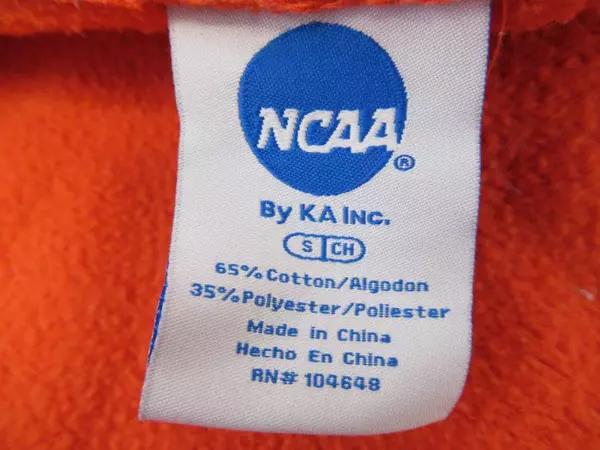 NCAA
®
By KA Inc.
S CH
65% Cotton/Algodon
35% Polyester/Poliester
Made in China
Hecho En China
RN# 104648